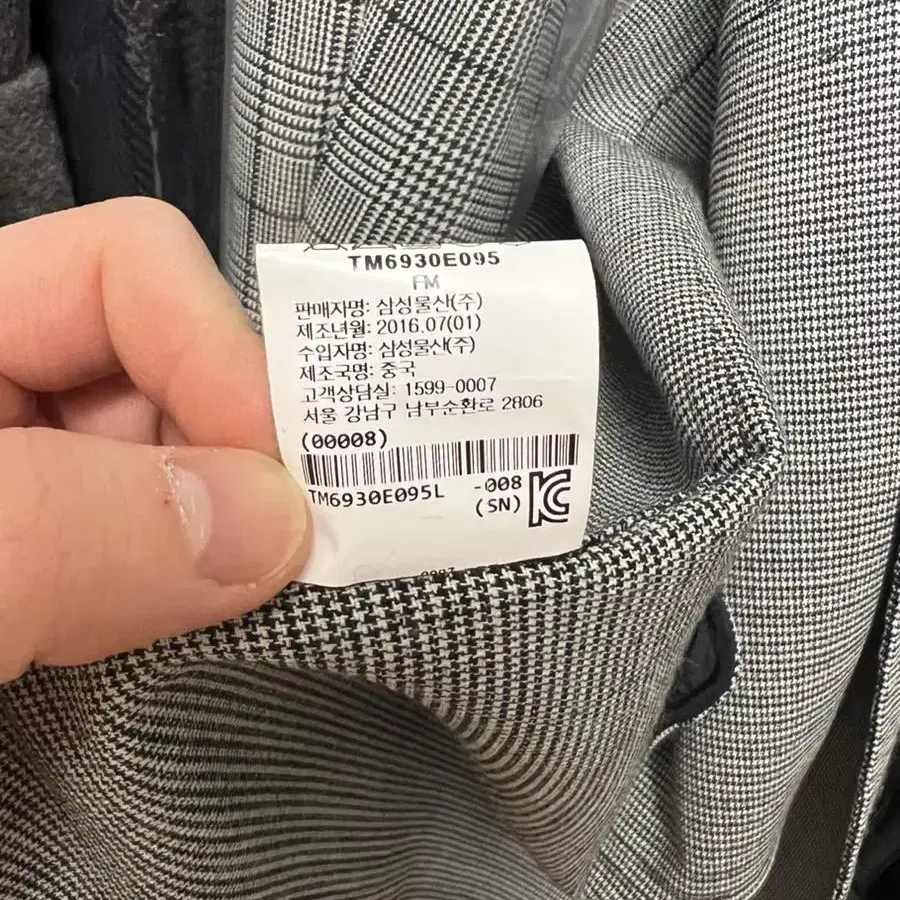 TM6930E095
FM
판매자명: 삼성물산(주)
제조년월: 2016.07(01)
수입자명: 삼성물산(주)
제조국명: 중국
고객상담실: 1599-0007
서울 강남구 남부순환로 2806
(00008)
TM6930E095L -008
(SN)